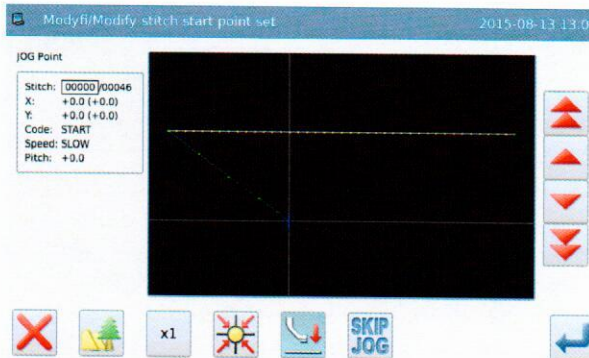 Modyfi/Modify stitch start point set
2015-08-13 13:0
JOG Point
Stitch: 00000/00046
X: +0.0 (+0.0)
Y: +0.0 (+0.0)
Code: START
Speed: SLOW
Pitch: +0.0
x1
SKIP
JOG